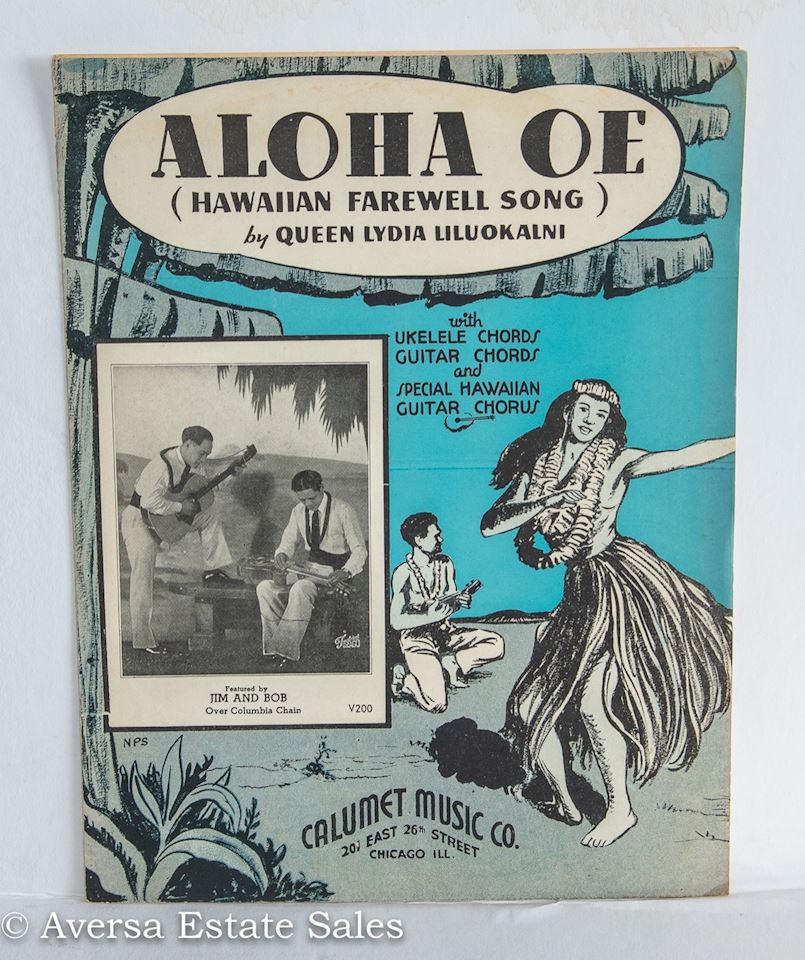 ALOHA OE
(HAWAIIAN FAREWELL SONG)
by QUEEN LYDIA LILUOKALNI
with
UKELELE CHORDS
GUITAR CHORDS
and
SPECIAL HAWAIIAN
GUITAR CHORUS
Featured by
JIM AND BOB
Over Columbia Chain
V200
NPS
CALUMET MUSIC CO.
201 EAST 26th STREET
CHICAGO ILL.
© Aversa Estate Sales